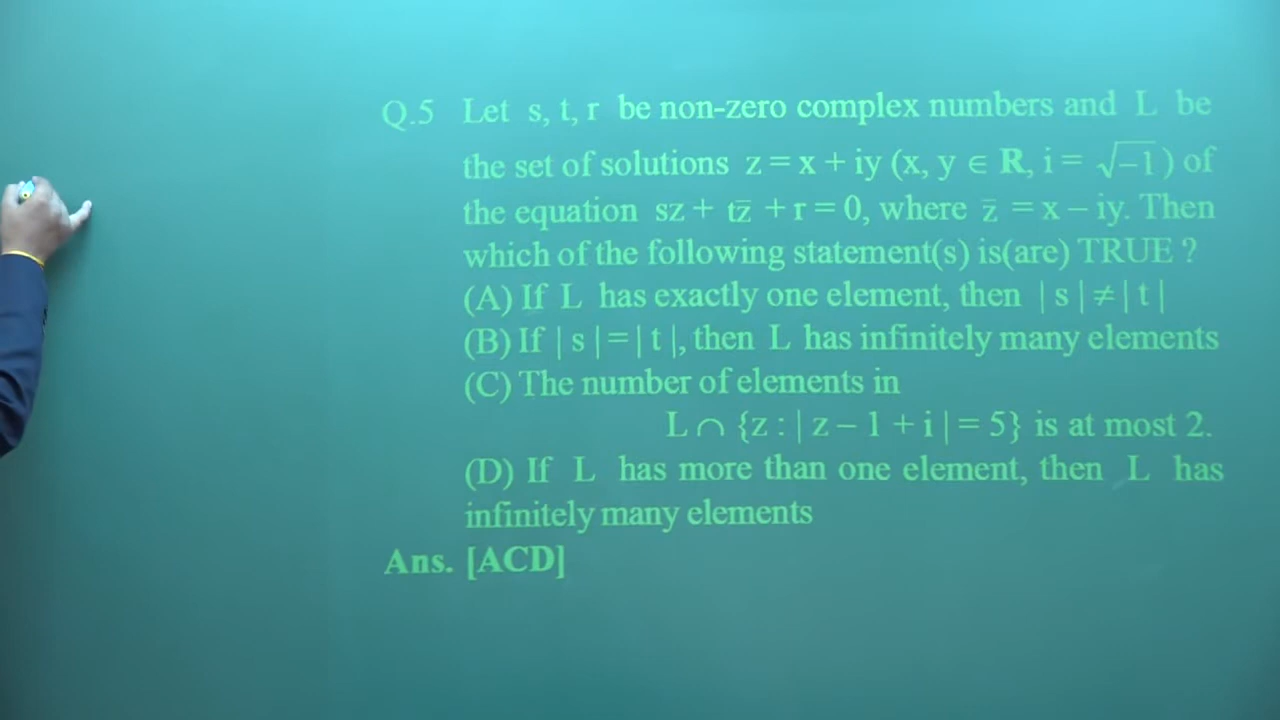 Q.5 Let s, t, r be non-zero complex numbers and L be
the set of solutions z = x + iy (x, y ∈ R, i = √-1) of
the equation sz + tz̄ + r = 0, where z̄ = x – iy. Then
which of the following statement(s) is(are) TRUE ?
(A) If L has exactly one element, then | s | ≠ | t |
(B) If | s | = | t |, then L has infinitely many elements
(C) The number of elements in
L ∩ {z : | z – 1 + i | = 5} is at most 2.
(D) If L has more than one element, then L has
infinitely many elements
Ans. [ACD]